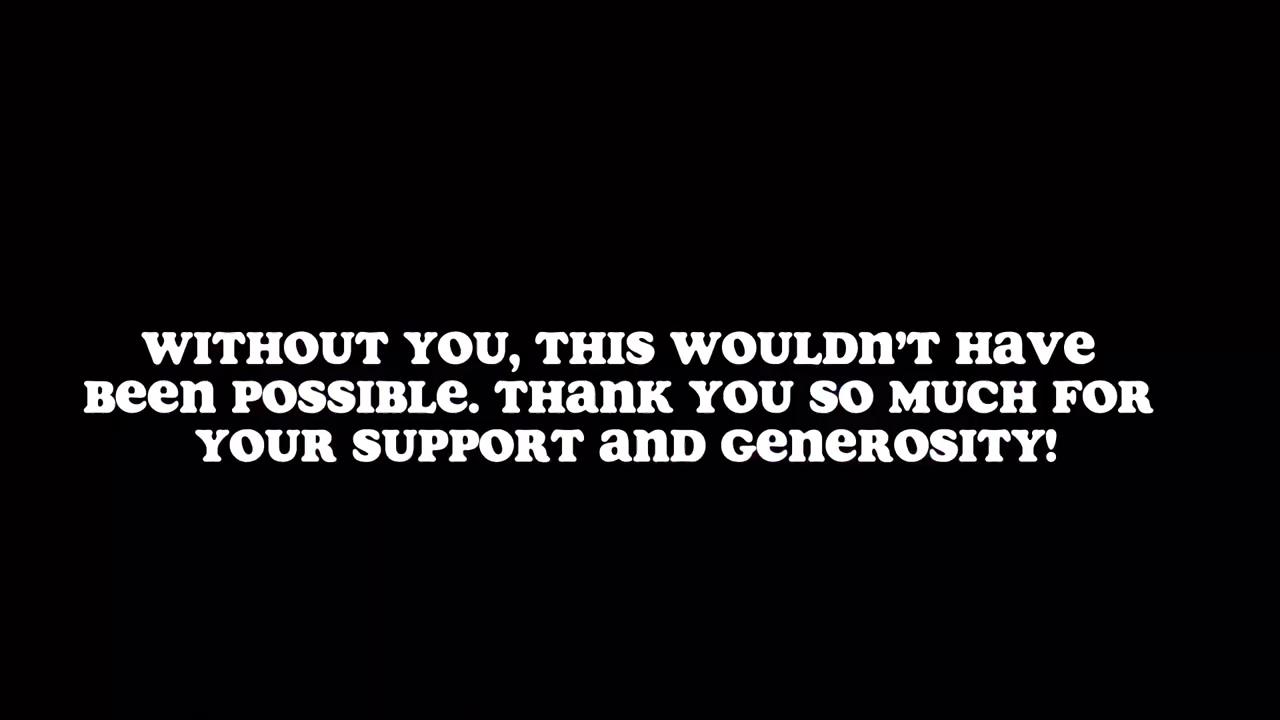 WITHOUT YOU, THIS WOULDn'T Have
Been POSSIBLe. THanK YOU SO MUCH FOR
YOUR SUPPORT anD GeneROSITY!